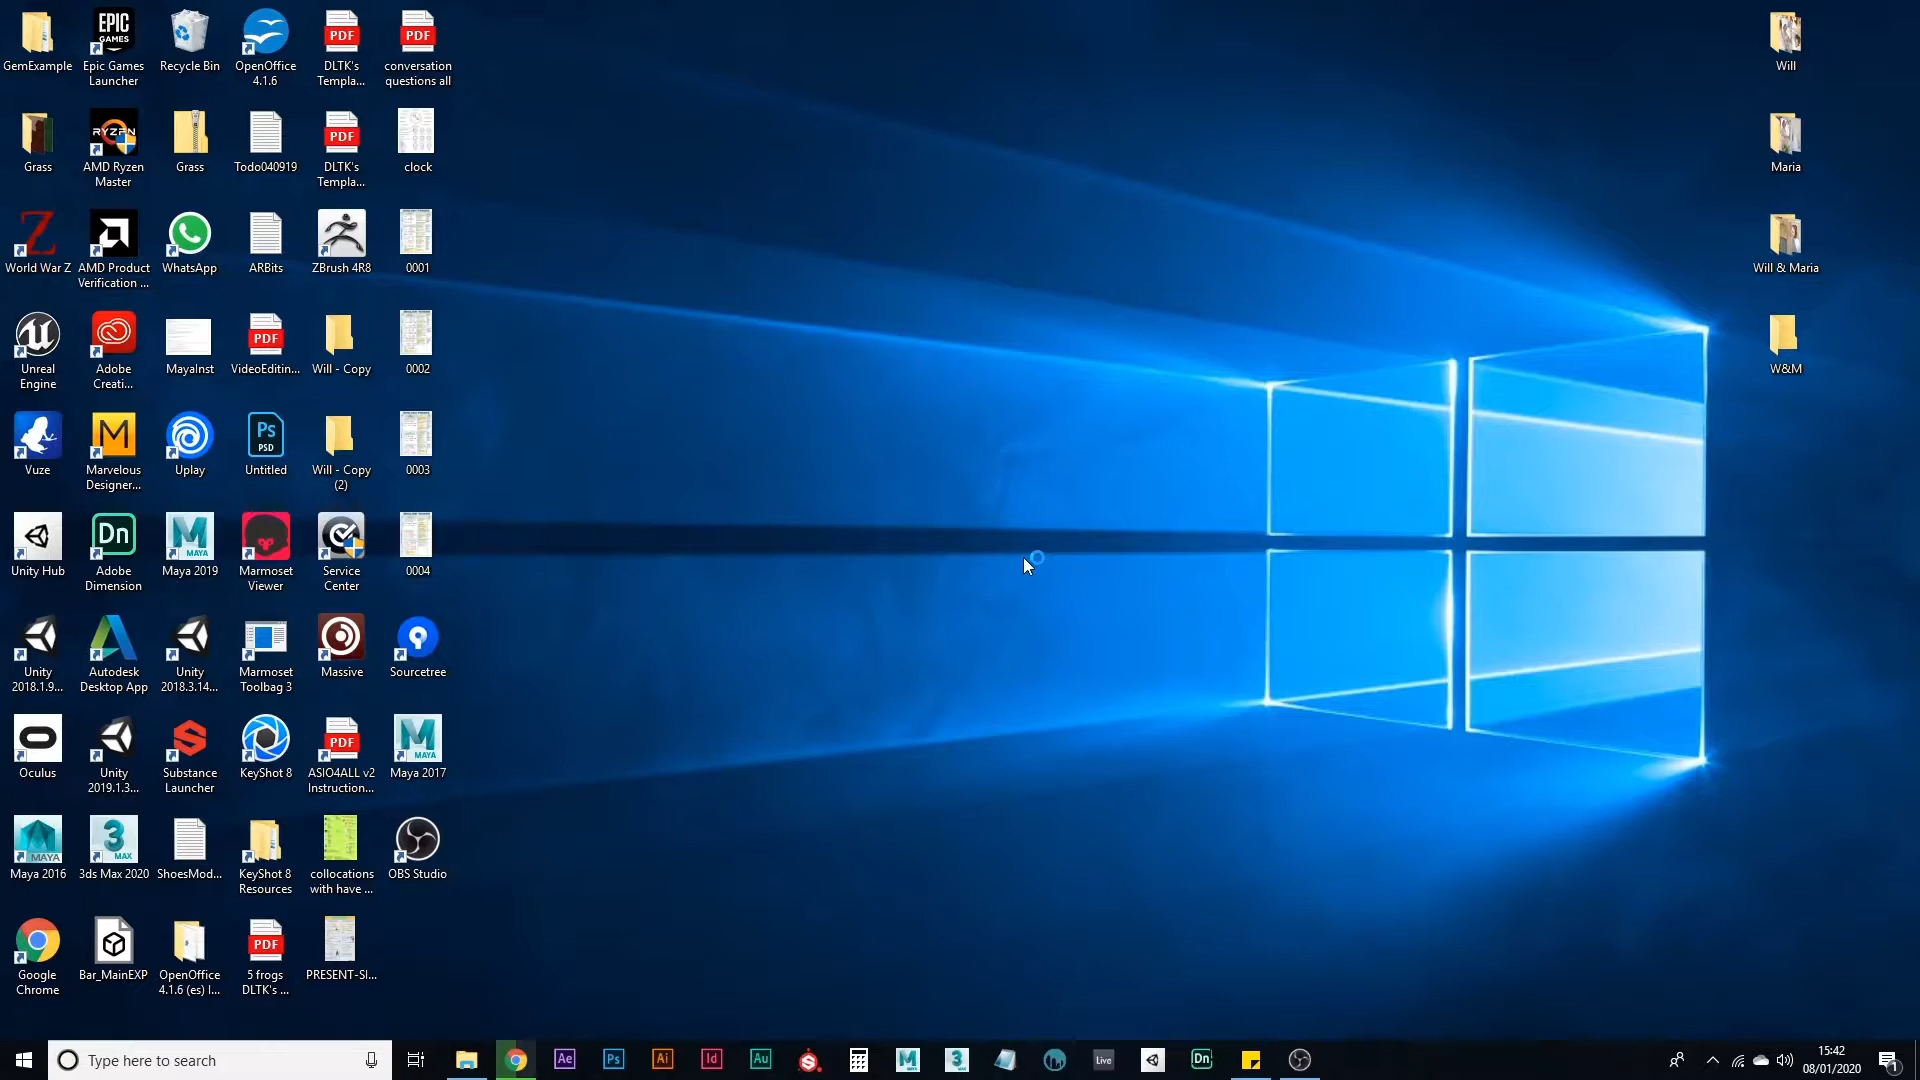 GemExample
EPIC
GAMES
Epic Games
Launcher
Recycle Bin
OpenOffice
4.1.6
PDF
DLTK's
Templa...
PDF
conversation
questions all
Will
Grass
RYZEN
AMD Ryzen
Master
Grass
Todo040919
PDF
DLTK's
Templa...
clock
Maria
World War Z
AMD Product
Verification ...
WhatsApp
ARBits
ZBrush 4R8
0001
Will & Maria
Unreal
Engine
Adobe
Creati...
MayaInst
PDF
VideoEditin...
Will - Copy
0002
W&M
Vuze
M
Marvelous
Designer...
Uplay
Ps
PSD
Untitled
Will - Copy
(2)
0003
Unity Hub
Dn
Adobe
Dimension
MAYA
Maya 2019
Marmoset
Viewer
Service
Center
0004
Unity
2018.1.9...
Autodesk
Desktop App
Unity
2018.3.14...
Marmoset
Toolbag 3
Massive
Sourcetree
Oculus
Unity
2019.1.3...
Substance
Launcher
KeyShot 8
PDF
ASIO4ALL v2
Instruction...
MAYA
Maya 2017
MAYA
Maya 2016
3
MAX
3ds Max 2020
ShoesMod...
KeyShot 8
Resources
collocations
with have ...
OBS Studio
Google
Chrome
Bar_MainEXP
OpenOffice
4.1.6 (es) I...
PDF
5 frogs
DLTK's ...
PRESENT-SI...
Type here to search
Ae
Ps
Ai
Id
Au
M
3
Live
Dn
15:42
08/01/2020
1